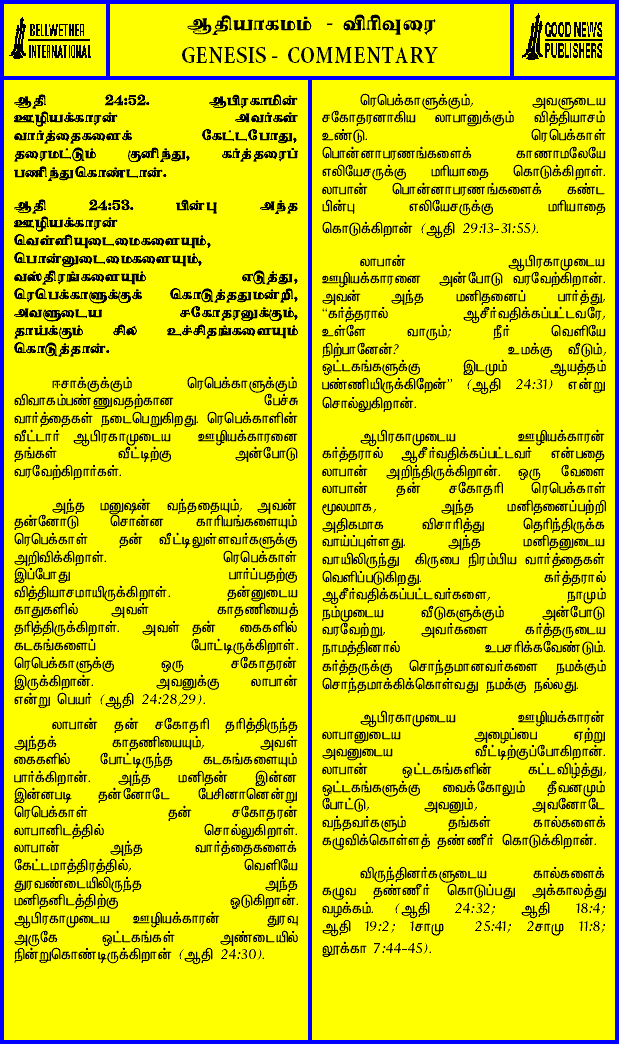 BELLWETHER
INTERNATIONAL
ஆதியாகமம் - விரிவுரை
GENESIS - COMMENTARY
GOOD NEWS
PUBLISHERS
ஆதி 24:52. ஆபிரகாமின்
ஊழியக்காரன் அவர்கள்
வார்த்தைகளைக் கேட்டபோது,
தரைமட்டும் குனிந்து, கர்த்தரைப்
பணிந்துகொண்டான்.
ஆதி 24:53. பின்பு அந்த
ஊழியக்காரன்
வெள்ளியுடைமைகளையும்,
பொன்னுடைமைகளையும்,
வஸ்திரங்களையும் எடுத்து,
ரெபெக்காளுக்குக் கொடுத்ததுமன்றி,
அவளுடைய சகோதரனுக்கும்,
தாய்க்கும் சில உச்சிதங்களையும்
கொடுத்தான்.
ஈசாக்குக்கும் ரெபெக்காளுக்கும்
விவாகம்பண்ணுவதற்கான பேச்சு
வார்த்தைகள் நடைபெறுகிறது. ரெபெக்காளின்
வீட்டார் ஆபிரகாமுடைய ஊழியக்காரனை
தங்கள் வீட்டிற்கு அன்போடு
வரவேற்கிறார்கள்.
அந்த மனுஷன் வந்ததையும், அவன்
தன்னோடு சொன்ன காரியங்களையும்
ரெபெக்காள் தன் வீட்டிலுள்ளவர்களுக்கு
அறிவிக்கிறாள். ரெபெக்காள்
இப்போது பார்ப்பதற்கு
வித்தியாசமாயிருக்கிறாள். தன்னுடைய
காதுகளில் அவள் காதணியைத்
தரித்திருக்கிறாள். அவள் தன் கைகளில்
கடகங்களைப் போட்டிருக்கிறாள்.
ரெபெக்காளுக்கு ஒரு சகோதரன்
இருக்கிறான். அவனுக்கு லாபான்
என்று பெயர் (ஆதி 24:28,29).
லாபான் தன் சகோதரி தரித்திருந்த
அந்தக் காதணியையும், அவள்
கைகளில் போட்டிருந்த கடகங்களையும்
பார்க்கிறான். அந்த மனிதன் இன்ன
இன்னபடி தன்னோடே பேசினானென்று
ரெபெக்காள் தன் சகோதரன்
லாபானிடத்தில் சொல்லுகிறாள்.
லாபான் அந்த வார்த்தைகளைக்
கேட்டமாத்திரத்தில், வெளியே
துரவண்டையிலிருந்த அந்த
மனிதனிடத்திற்கு ஓடுகிறான்.
ஆபிரகாமுடைய ஊழியக்காரன் துரவு
அருகே ஒட்டகங்கள் அண்டையில்
நின்றுகொண்டிருக்கிறான் (ஆதி 24:30).
ரெபெக்காளுக்கும், அவளுடைய
சகோதரனாகிய லாபானுக்கும் வித்தியாசம்
உண்டு. ரெபெக்காள்
பொன்னாபரணங்களைக் காணாமலேயே
எலியேசருக்கு மரியாதை கொடுக்கிறாள்.
லாபான் பொன்னாபரணங்களைக் கண்ட
பின்பு எலியேசருக்கு மரியாதை
கொடுக்கிறான் (ஆதி 29:13-31:55).
லாபான் ஆபிரகாமுடைய
ஊழியக்காரனை அன்போடு வரவேற்கிறான்.
அவன் அந்த மனிதனைப் பார்த்து,
"கர்த்தரால் ஆசீர்வதிக்கப்பட்டவரே,
உள்ளே வாரும்; நீர் வெளியே
நிற்பானேன்? உமக்கு வீடும்,
ஒட்டகங்களுக்கு இடமும் ஆயத்தம்
பண்ணியிருக்கிறேன்" (ஆதி 24:31) என்று
சொல்லுகிறான்.
ஆபிரகாமுடைய ஊழியக்காரன்
கர்த்தரால் ஆசீர்வதிக்கப்பட்டவர் என்பதை
லாபான் அறிந்திருக்கிறான். ஒரு வேளை
லாபான் தன் சகோதரி ரெபெக்காள்
மூலமாக, அந்த மனிதனைப்பற்றி
அதிகமாக விசாரித்து தெரிந்திருக்க
வாய்ப்புள்ளது. அந்த மனிதனுடைய
வாயிலிருந்து கிருபை நிரம்பிய வார்த்தைகள்
வெளிப்படுகிறது. கர்த்தரால்
ஆசீர்வதிக்கப்பட்டவர்களை, நாமும்
நம்முடைய வீடுகளுக்கும் அன்போடு
வரவேற்று, அவர்களை கர்த்தருடைய
நாமத்தினால் உபசரிக்கவேண்டும்.
கர்த்தருக்கு சொந்தமானவர்களை நமக்கும்
சொந்தமாக்கிக்கொள்வது நமக்கு நல்லது.
ஆபிரகாமுடைய ஊழியக்காரன்
லாபானுடைய அழைப்பை ஏற்று
அவனுடைய வீட்டிற்குப்போகிறான்.
லாபான் ஒட்டகங்களின் கட்டவிழ்த்து,
ஒட்டகங்களுக்கு வைக்கோலும் தீவனமும்
போட்டு, அவனும், அவனோடே
வந்தவர்களும் தங்கள் கால்களைக்
கழுவிக்கொள்ளத் தண்ணீர் கொடுக்கிறான்.
விருந்தினர்களுடைய கால்களைக்
கழுவ தண்ணீர் கொடுப்பது அக்காலத்து
வழக்கம். (ஆதி 24:32; ஆதி 18:4;
ஆதி 19:2; 1சாமு 25:41; 2சாமு 11:8;
லூக்கா 7:44-45).